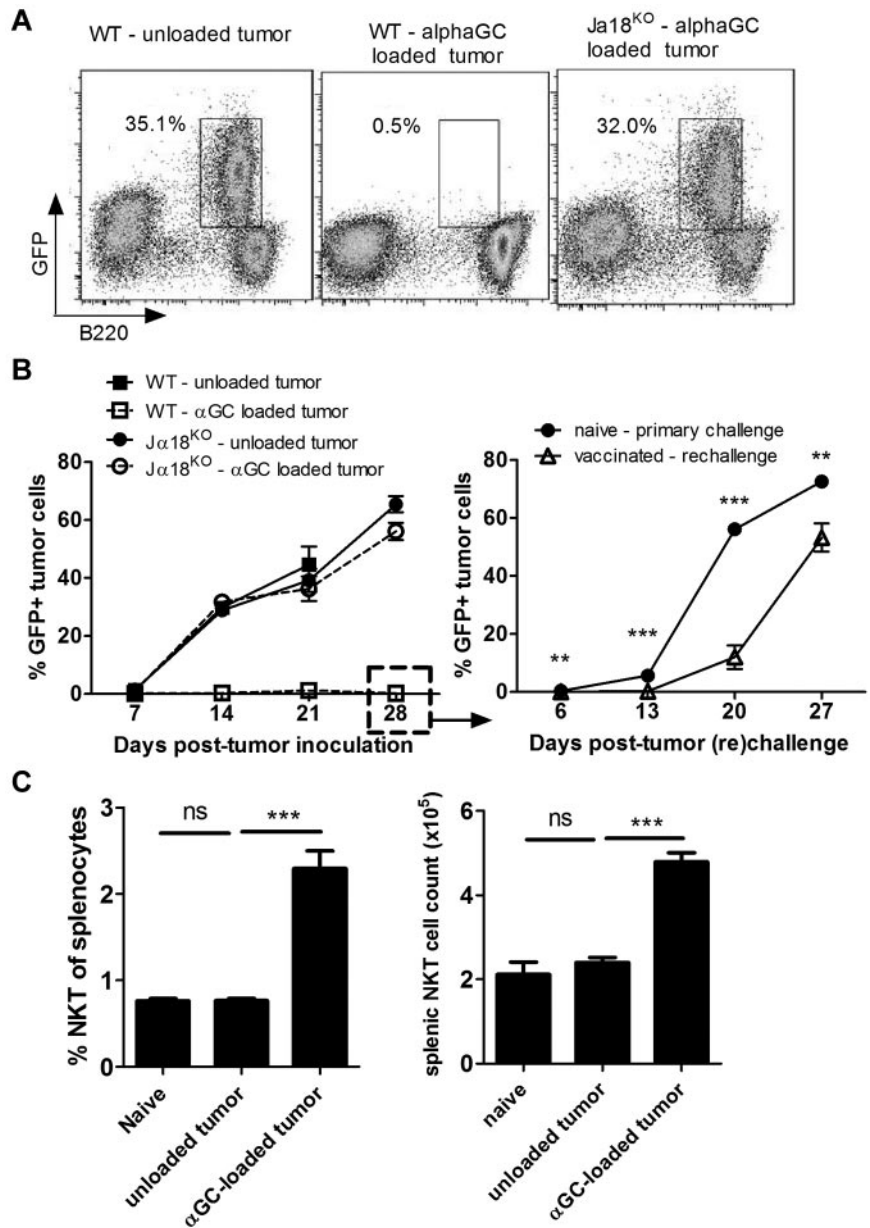 A
WT - unloaded tumor
WT - alphaGC
loaded tumor
Ja18KO - alphaGC
loaded tumor
35.1%
0.5%
32.0%
GFP
B220
B
WT - unloaded tumor
WT - αGC loaded tumor
Jα18KO - unloaded tumor
Jα18KO - αGC loaded tumor
% GFP+ tumor cells
80
60
40
20
0
7
14
21
28
Days post-tumor inoculation
naive - primary challenge
vaccinated - rechallenge
% GFP+ tumor cells
80
60
40
20
0
**
***
***
**
6
13
20
27
Days post-tumor (re)challenge
C
% NKT of splenocytes
3
2
1
0
ns
***
Naive
unloaded tumor
αGC-loaded tumor
splenic NKT cell count (x10⁵)
6
4
2
0
ns
***
naive
unloaded tumor
αGC-loaded tumor